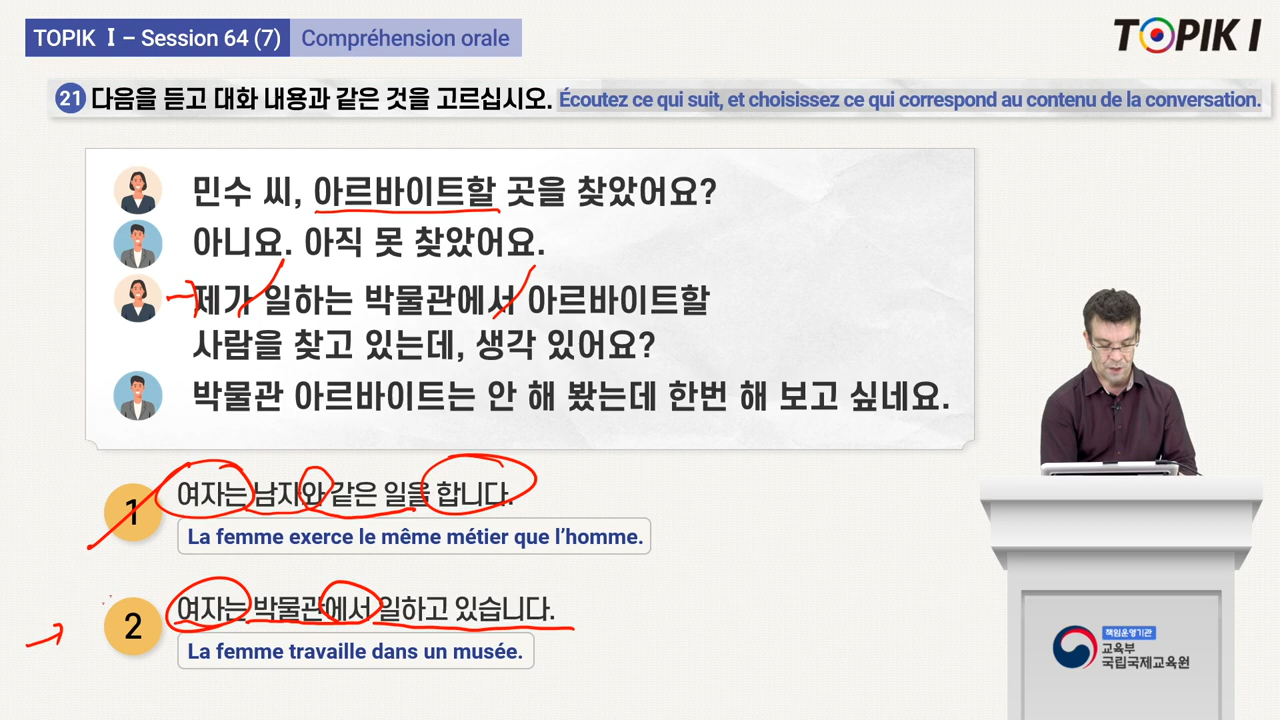 TOPIK Ⅰ – Session 64 (7) Compréhension orale
TOPIK I
21 다음을 듣고 대화 내용과 같은 것을 고르십시오. Écoutez ce qui suit, et choisissez ce qui correspond au contenu de la conversation.
민수 씨, 아르바이트할 곳을 찾았어요?
아니요. 아직 못 찾았어요.
제가 일하는 박물관에서 아르바이트할
사람을 찾고 있는데, 생각 있어요?
박물관 아르바이트는 안 해 봤는데 한번 해 보고 싶네요.
1 여자는 남자와 같은 일을 합니다.
La femme exerce le même métier que l’homme.
2 여자는 박물관에서 일하고 있습니다.
La femme travaille dans un musée.
책임운영기관
교육부
국립국제교육원